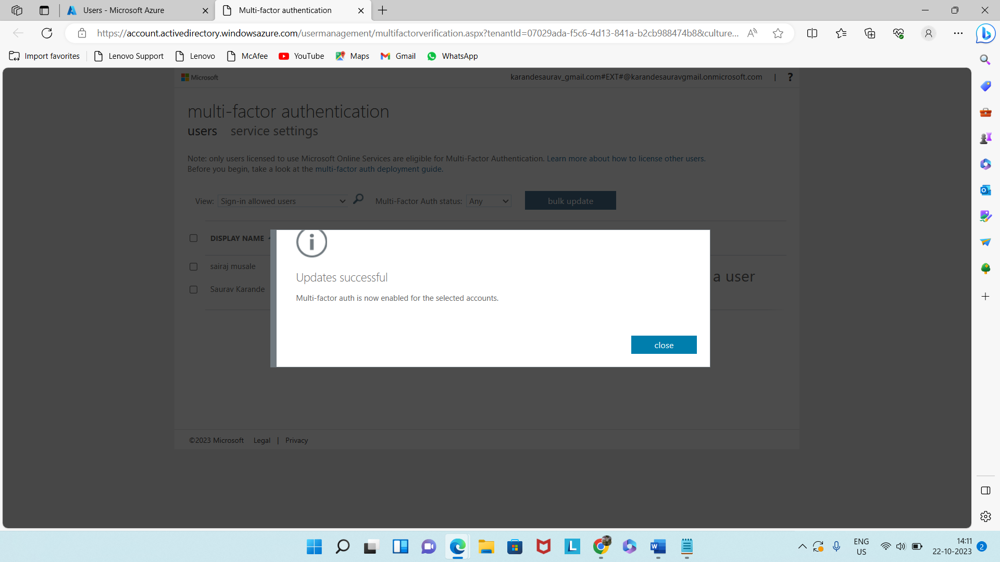 Users - Microsoft Azure
Multi-factor authentication
https://account.activedirectory.windowsazure.com/usermanagement/multifactorverification.aspx?tenantId=07029ada-f5c6-4d13-841a-b2cb988474b8&culture...
Import favorites
Lenovo Support
Lenovo
McAfee
YouTube
Maps
Gmail
WhatsApp
Microsoft
karandesaurav_gmail.com#EXT#@karandesauravgmail.onmicrosoft.com | ?
multi-factor authentication
users service settings
Note: only users licensed to use Microsoft Online Services are eligible for Multi-Factor Authentication. Learn more about how to license other users.
Before you begin, take a look at the multi-factor auth deployment guide.
View: Sign-in allowed users
Multi-Factor Auth status: Any
bulk update
DISPLAY NAME
sairaj musale
Saurav Karande
a user
Updates successful
Multi-factor auth is now enabled for the selected accounts.
close
©2023 Microsoft Legal | Privacy
ENG
US
14:11
22-10-2023
2